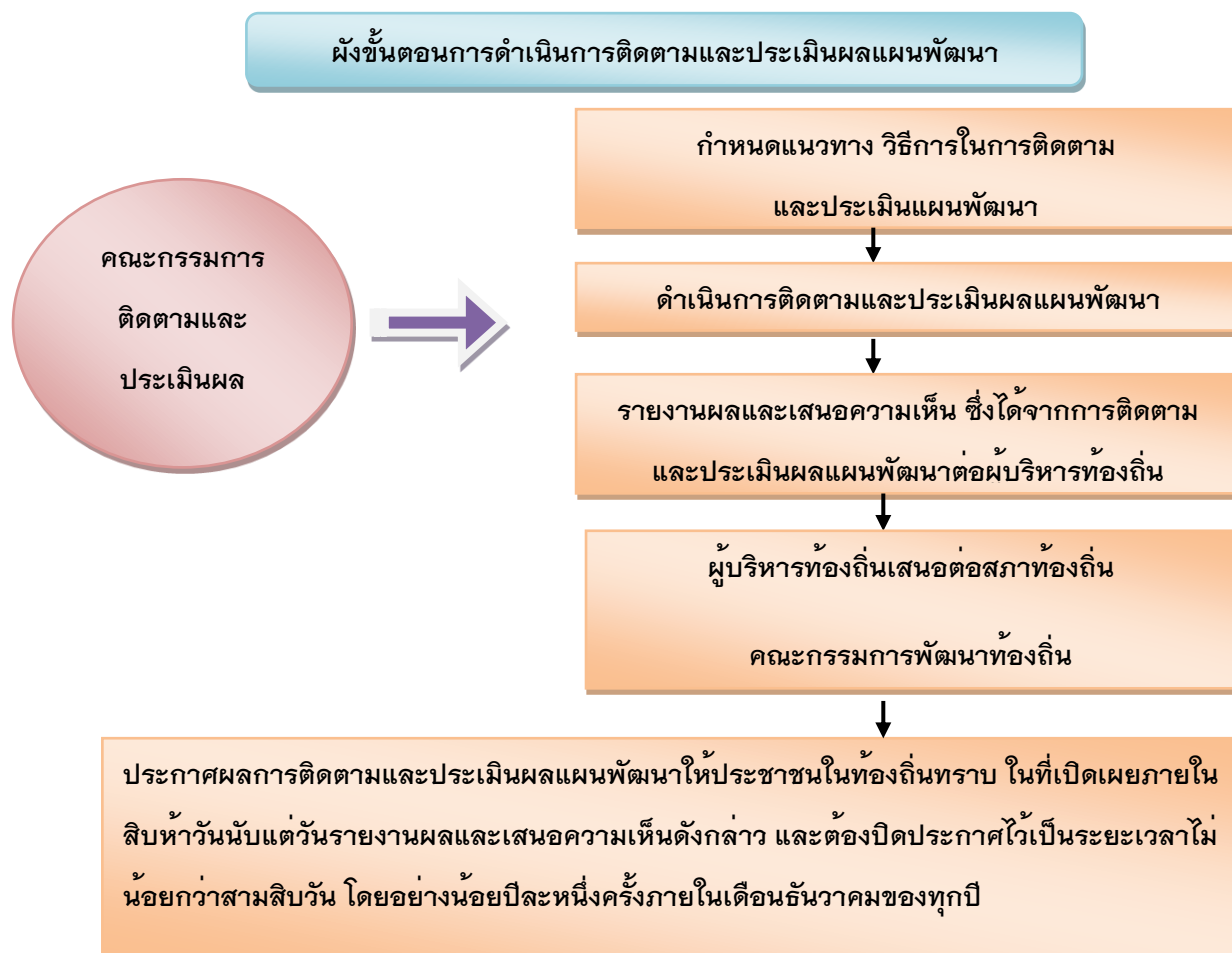 ผังขั้นตอนการดำเนินการติดตามและประเมินผลแผนพัฒนา
คณะกรรมการ
ติดตามและ
ประเมินผล
กำหนดแนวทาง วิธีการในการติดตาม
และประเมินแผนพัฒนา
ดำเนินการติดตามและประเมินผลแผนพัฒนา
รายงานผลและเสนอความเห็น ซึ่งได้จากการติดตาม
และประเมินผลแผนพัฒนาต่อผู้บริหารท้องถิ่น
ผู้บริหารท้องถิ่นเสนอต่อสภาท้องถิ่น
คณะกรรมการพัฒนาท้องถิ่น
ประกาศผลการติดตามและประเมินผลแผนพัฒนาให้ประชาชนในท้องถิ่นทราบ ในที่เปิดเผยภายใน
สิบห้าวันนับแต่วันรายงานผลและเสนอความเห็นดังกล่าว และต้องปิดประกาศไว้เป็นระยะเวลาไม่
น้อยกว่าสามสิบวัน โดยอย่างน้อยปีละหนึ่งครั้งภายในเดือนธันวาคมของทุกปี